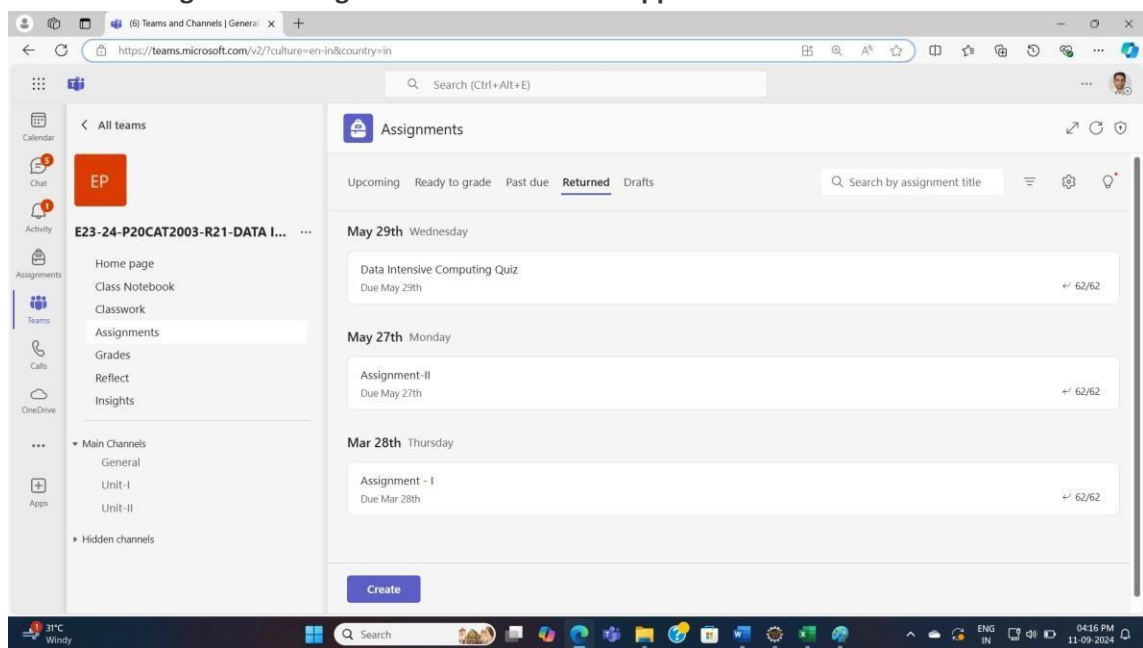 (6) Teams and Channels | General
https://teams.microsoft.com/v2/?culture=en-in&country=in
Search (Ctrl+Alt+E)
Calendar
Chat
5
Activity
Assignments
Teams
Calls
OneDrive
Apps
All teams
EP
E23-24-P20CAT2003-R21-DATA I...
Home page
Class Notebook
Classwork
Assignments
Grades
Reflect
Insights
Main Channels
General
Unit-I
Unit-II
Hidden channels
Assignments
Upcoming Ready to grade Past due Returned Drafts
Search by assignment title
May 29th Wednesday
Data Intensive Computing Quiz
Due May 29th
62/62
May 27th Monday
Assignment-II
Due May 27th
62/62
Mar 28th Thursday
Assignment - I
Due Mar 28th
62/62
Create
1
31°C
Windy
Search
ENG
IN
04:16 PM
11-09-2024